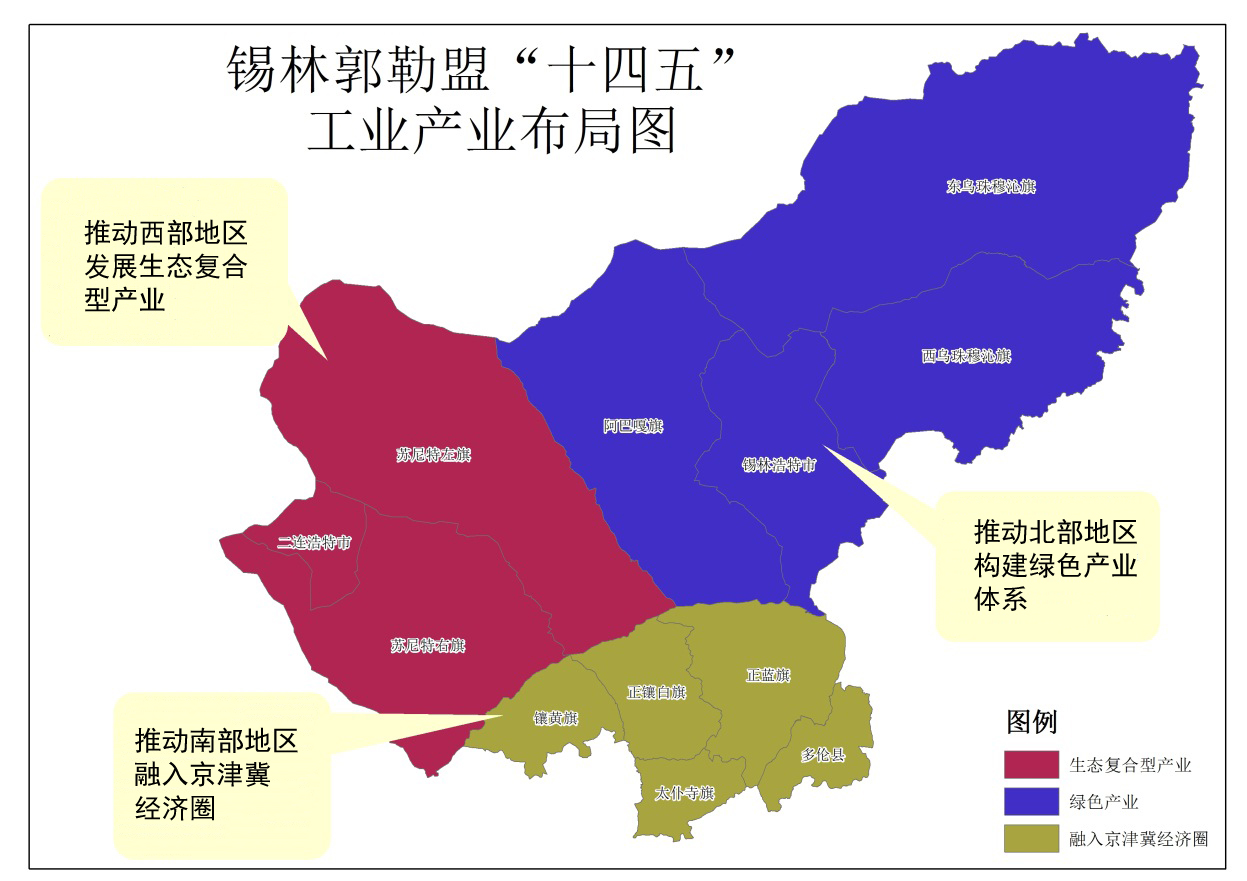 锡林郭勒盟“十四五”
工业产业布局图
推动西部地区
发展生态复合
型产业
东乌珠穆沁旗
西乌珠穆沁旗
阿巴嘎旗
锡林浩特市
苏尼特左旗
二连浩特市
苏尼特右旗
推动北部地区
构建绿色产业
体系
正蓝旗
正镶白旗
镶黄旗
多伦县
太仆寺旗
推动南部地区
融入京津冀
经济圈
图例
生态复合型产业
绿色产业
融入京津冀经济圈